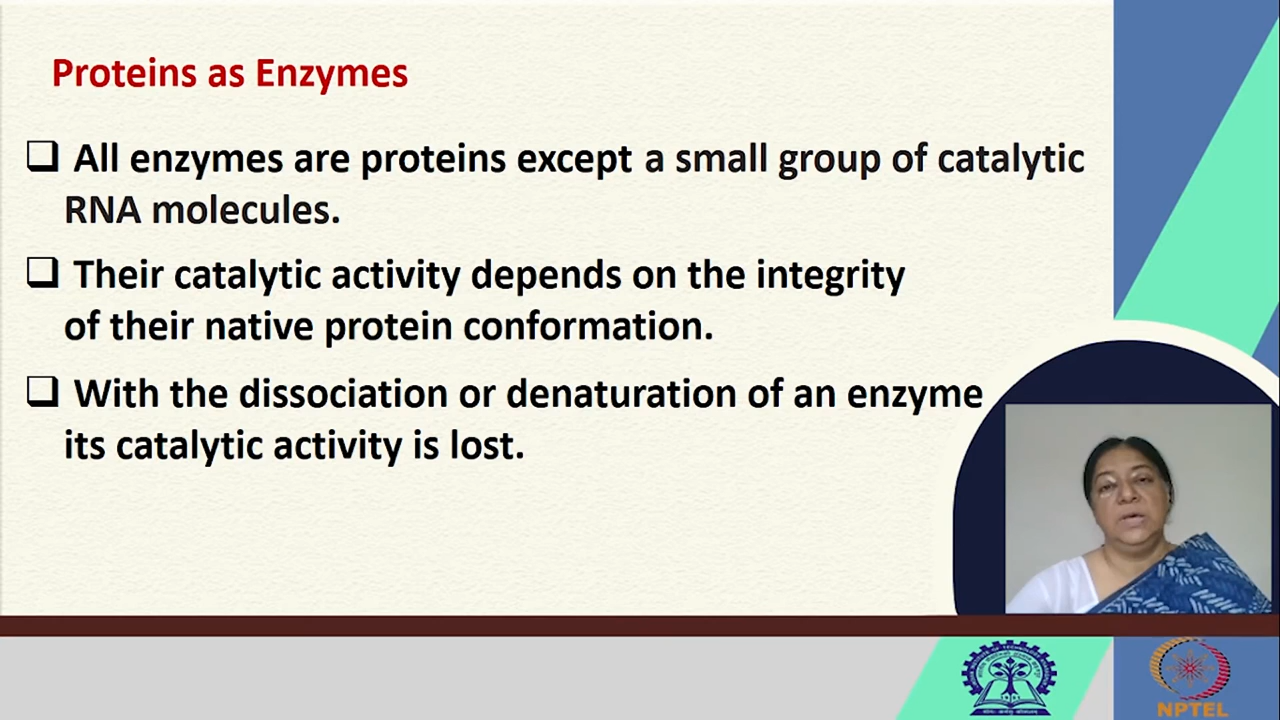 Proteins as Enzymes
All enzymes are proteins except a small group of catalytic
RNA molecules.
Their catalytic activity depends on the integrity
of their native protein conformation.
With the dissociation or denaturation of an enzyme
its catalytic activity is lost.
NPTEL